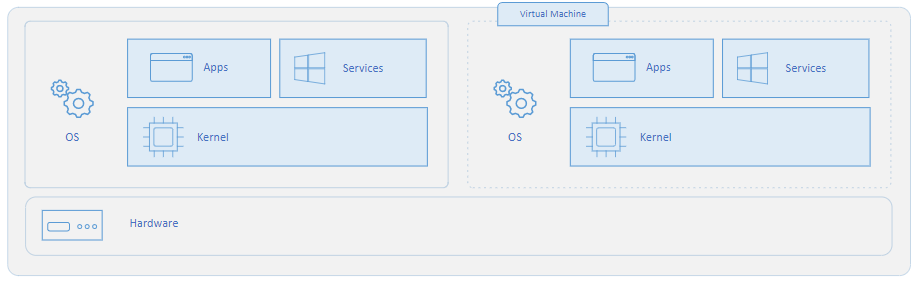 Virtual Machine
Apps
Services
OS
Kernel
Apps
Services
OS
Kernel
Hardware